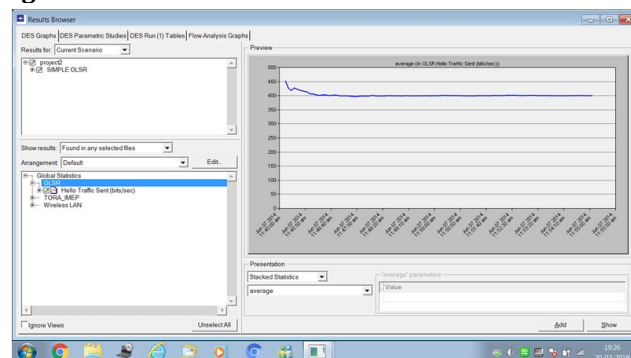 Results Browser
DES Graphs DES Parametric Studies DES Run (1) Tables Flow Analysis Graphs
Results for: Current Scenario
project2
SIMPLE OLSR
Show results: Found in any selected files
Arrangement: Default Edit...
Global Statistics
OLSR
Hello Traffic Sent (bits/sec)
TORA_IMEP
Wireless LAN
Ignore Views Unselect All
Preview
average (in OLSR.Hello Traffic Sent (bits/sec))
500
450
400
350
300
250
200
150
100
50
0
Presentation
Stacked Statistics
average
'average' parameters
Value
Add Show
19:26